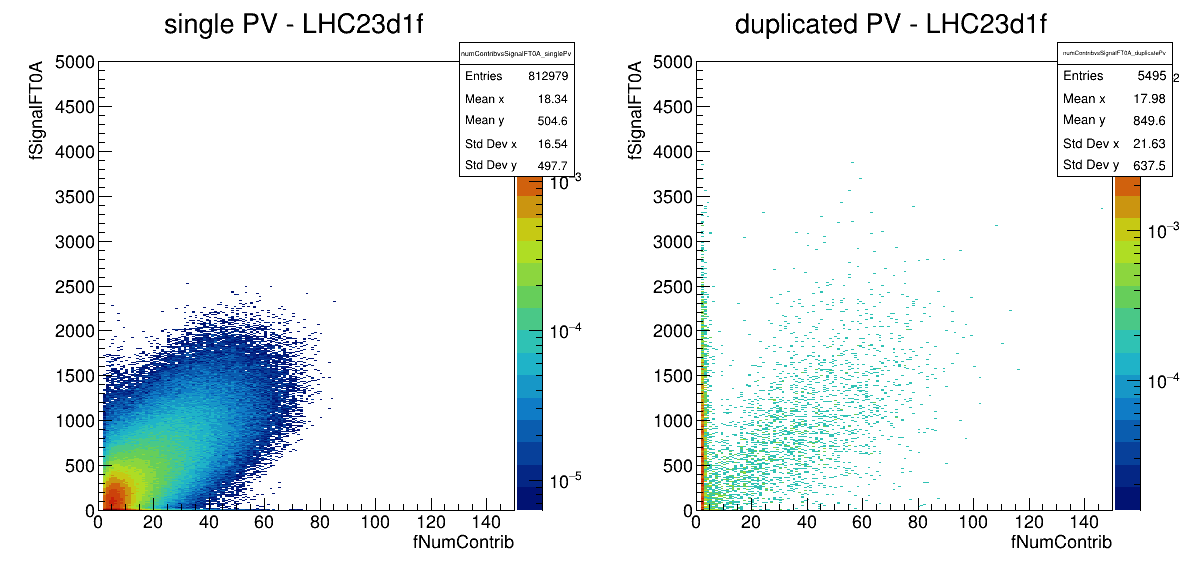 single PV - LHC23d1f
numContribvsSignalFT0A_singlePv
Entries 812979
Mean x 18.34
Mean y 504.6
Std Dev x 16.54
Std Dev y 497.7
fSignalFT0A
5000
4500
4000
3500
3000
2500
2000
1500
1000
500
0
0 20 40 60 80 100 120 140
fNumContrib
10⁻³
10⁻⁴
10⁻⁵
duplicated PV - LHC23d1f
numContribvsSignalFT0A_duplicatePv
Entries 5495
Mean x 17.98
Mean y 849.6
Std Dev x 21.63
Std Dev y 637.5
fSignalFT0A
5000
4500
4000
3500
3000
2500
2000
1500
1000
500
0
0 20 40 60 80 100 120 140
fNumContrib
2
10⁻³
10⁻⁴